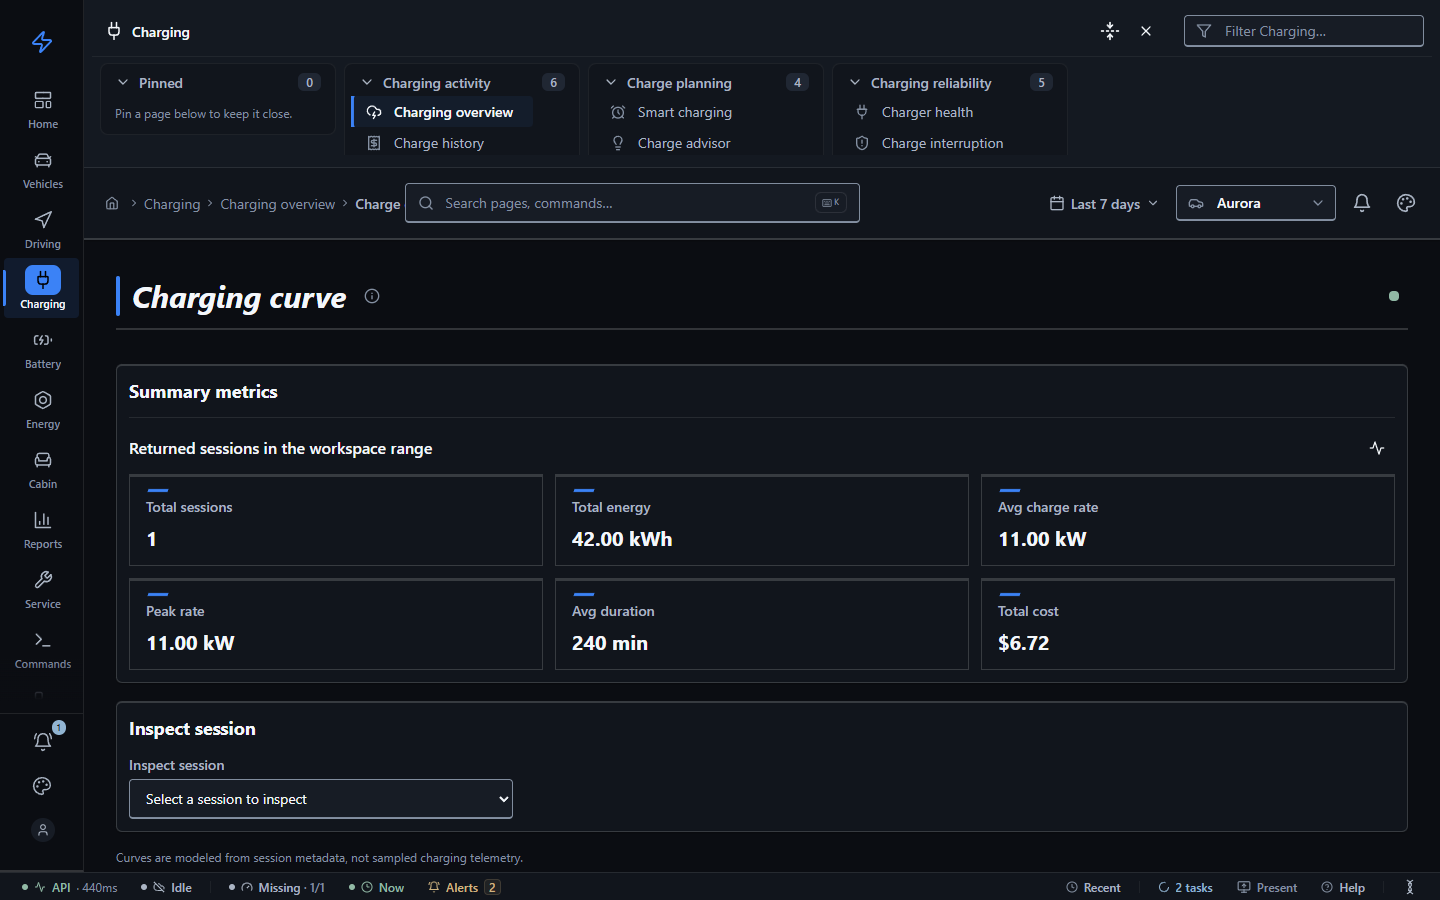 Charging
Filter Charging...
Home
Vehicles
Driving
Charging
Battery
Energy
Cabin
Reports
Service
Commands
1
Pinned 0
Pin a page below to keep it close.
Charging activity 6
Charging overview
Charge history
Charge planning 4
Smart charging
Charge advisor
Charging reliability 5
Charger health
Charge interruption
Charging > Charging overview > Charge
Search pages, commands... K
Last 7 days
Aurora
Charging curve
Summary metrics
Returned sessions in the workspace range
Total sessions
1
Total energy
42.00 kWh
Avg charge rate
11.00 kW
Peak rate
11.00 kW
Avg duration
240 min
Total cost
$6.72
Inspect session
Inspect session
Select a session to inspect
Curves are modeled from session metadata, not sampled charging telemetry.
API · 440ms
Idle
Missing · 1/1
Now
Alerts 2
Recent
2 tasks
Present
Help